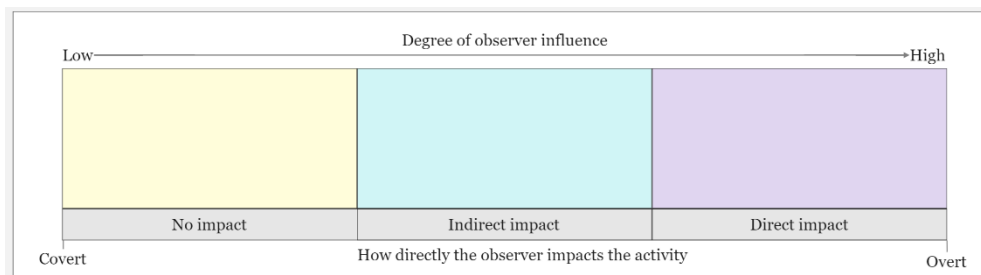 Degree of observer influence
Low High
No impact Indirect impact Direct impact
Covert How directly the observer impacts the activity Overt